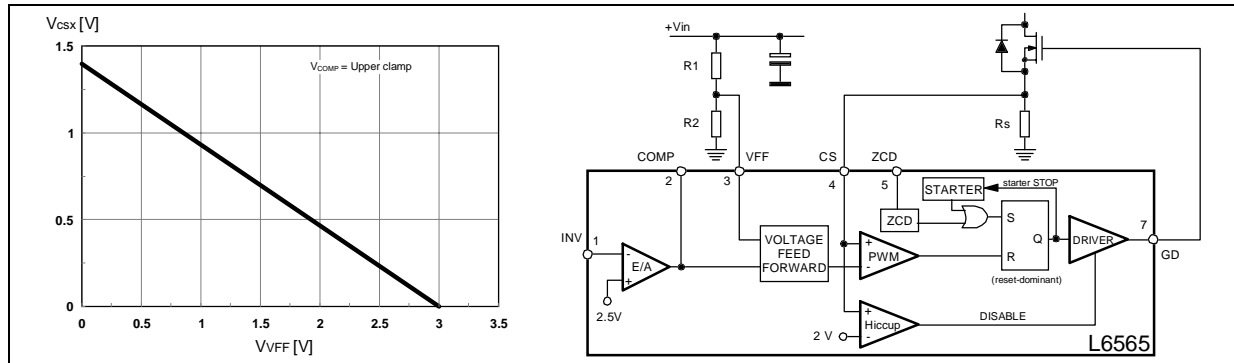 Vcsx [V]
1.5
1
0.5
0
VCOMP = Upper clamp
0 0.5 1 1.5 2 2.5 3 3.5
VVFF [V]
+Vin
R1
R2
Rs
COMP VFF CS ZCD
2 3 4 5
starter STOP
STARTER
ZCD
INV
1
-
E/A
+
2.5V
VOLTAGE
FEED
FORWARD
+
PWM
-
S
R
Q
(reset-dominant)
DRIVER
7
GD
+
Hiccup
-
2 V
DISABLE
L6565